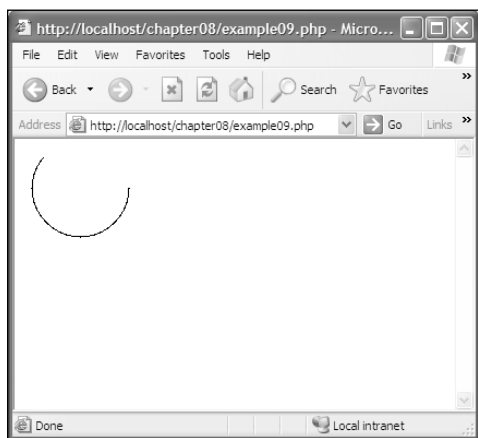 http://localhost/chapter08/example09.php - Micro...
File Edit View Favorites Tools Help
Back Search Favorites »
Address http://localhost/chapter08/example09.php Go Links »
Done Local intranet